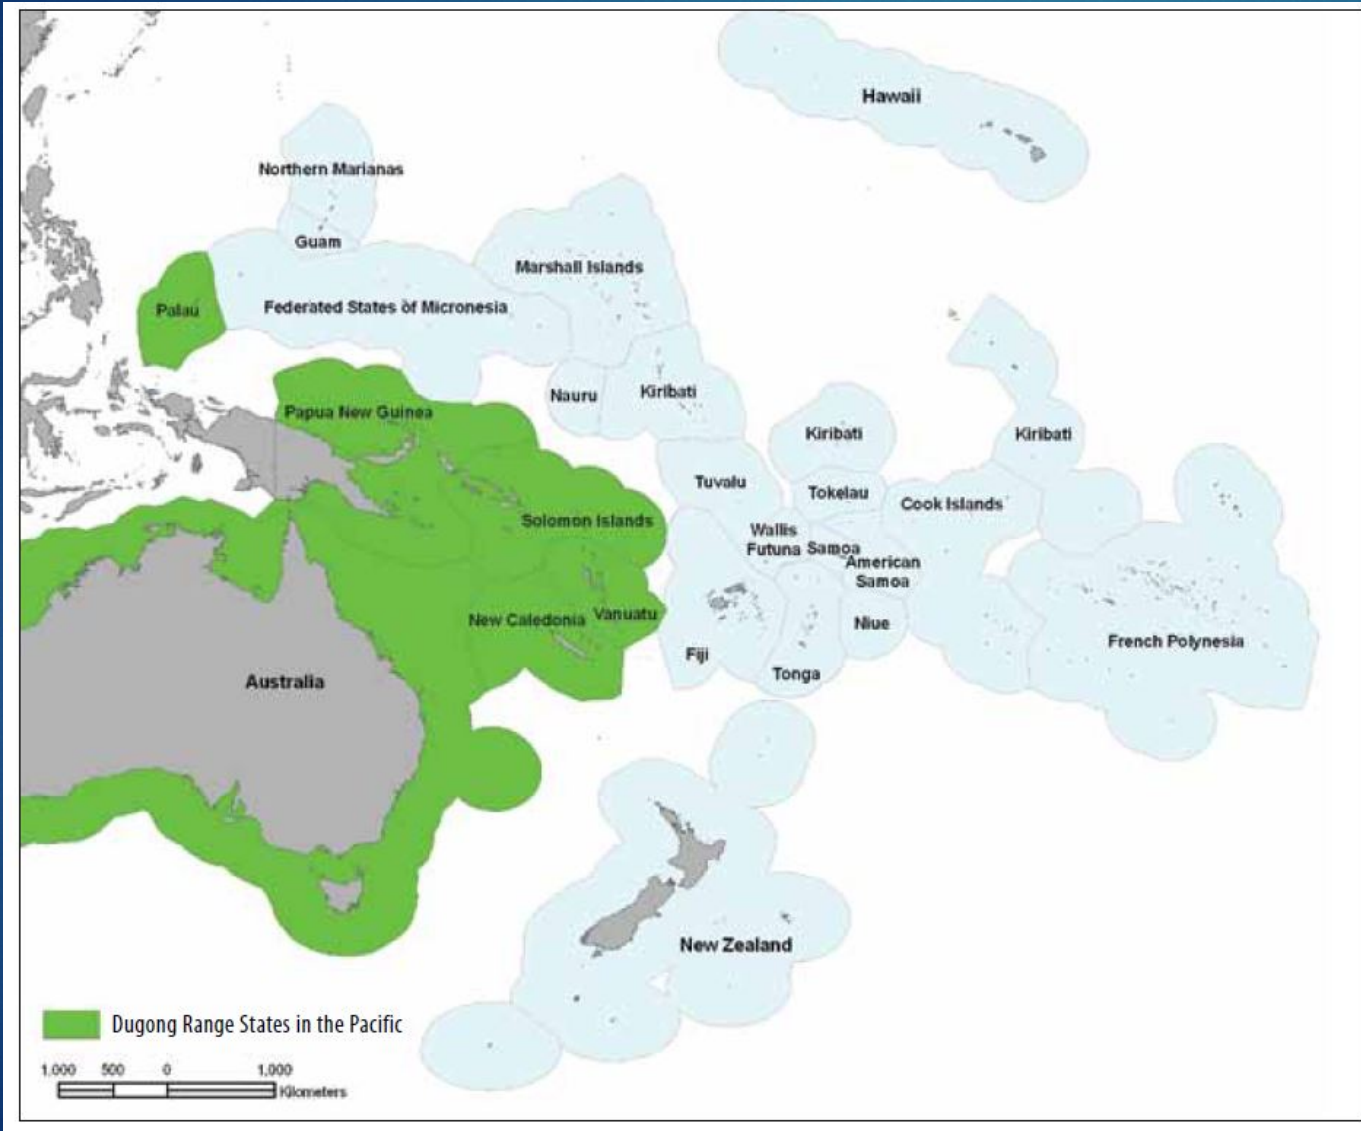 Hawaii
Northern Marianas
Guam
Marshall Islands
Palau
Federated States of Micronesia
Nauru
Kiribati
Papua New Guinea
Kiribati
Kiribati
Tuvalu
Tokelau
Cook Islands
Solomon Islands
Wallis
Futuna
Samoa
American
Samoa
New Caledonia
Vanuatu
Niue
Fiji
French Polynesia
Tonga
Australia
New Zealand
Dugong Range States in the Pacific
1,000 500 0 1,000
Kilometers